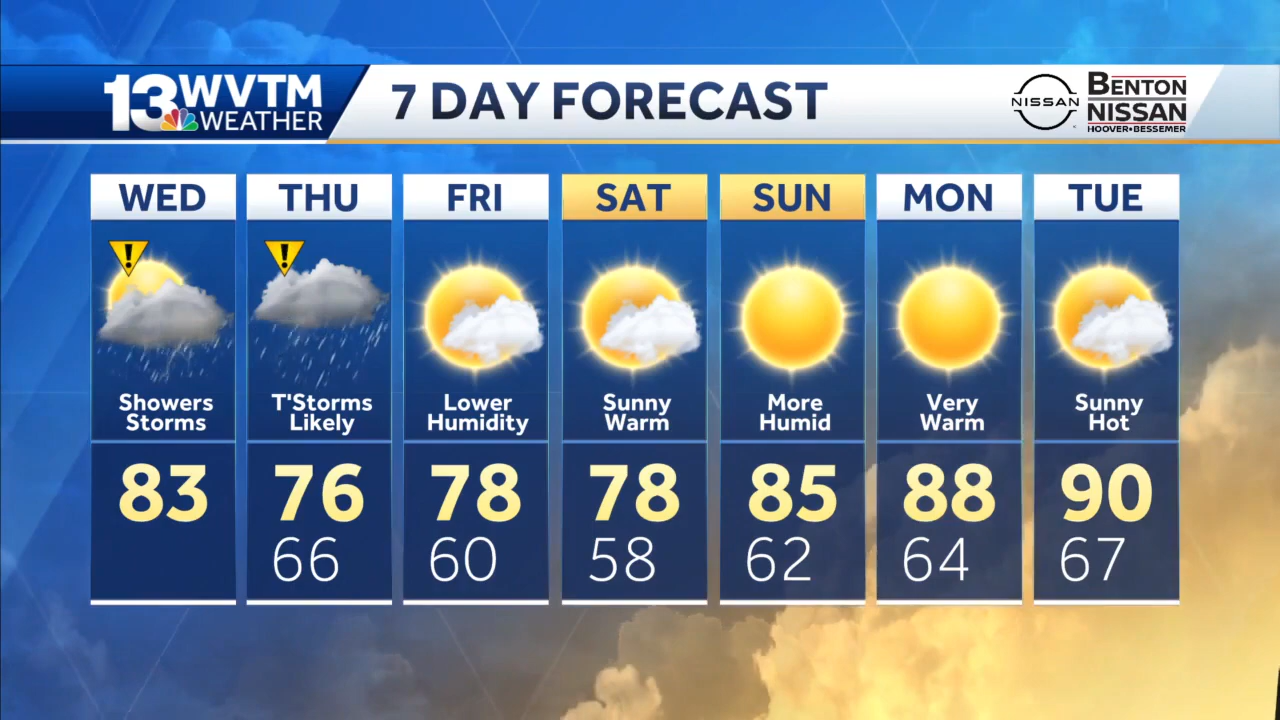 13 WVTM
WEATHER
7 DAY FORECAST
NISSAN
BENTON
NISSAN
HOOVER•BESSEMER
WED THU FRI SAT SUN MON TUE
! !
Showers T'Storms Lower Sunny More Very Sunny
Storms Likely Humidity Warm Humid Warm Hot
83 76 78 78 85 88 90
66 60 58 62 64 67